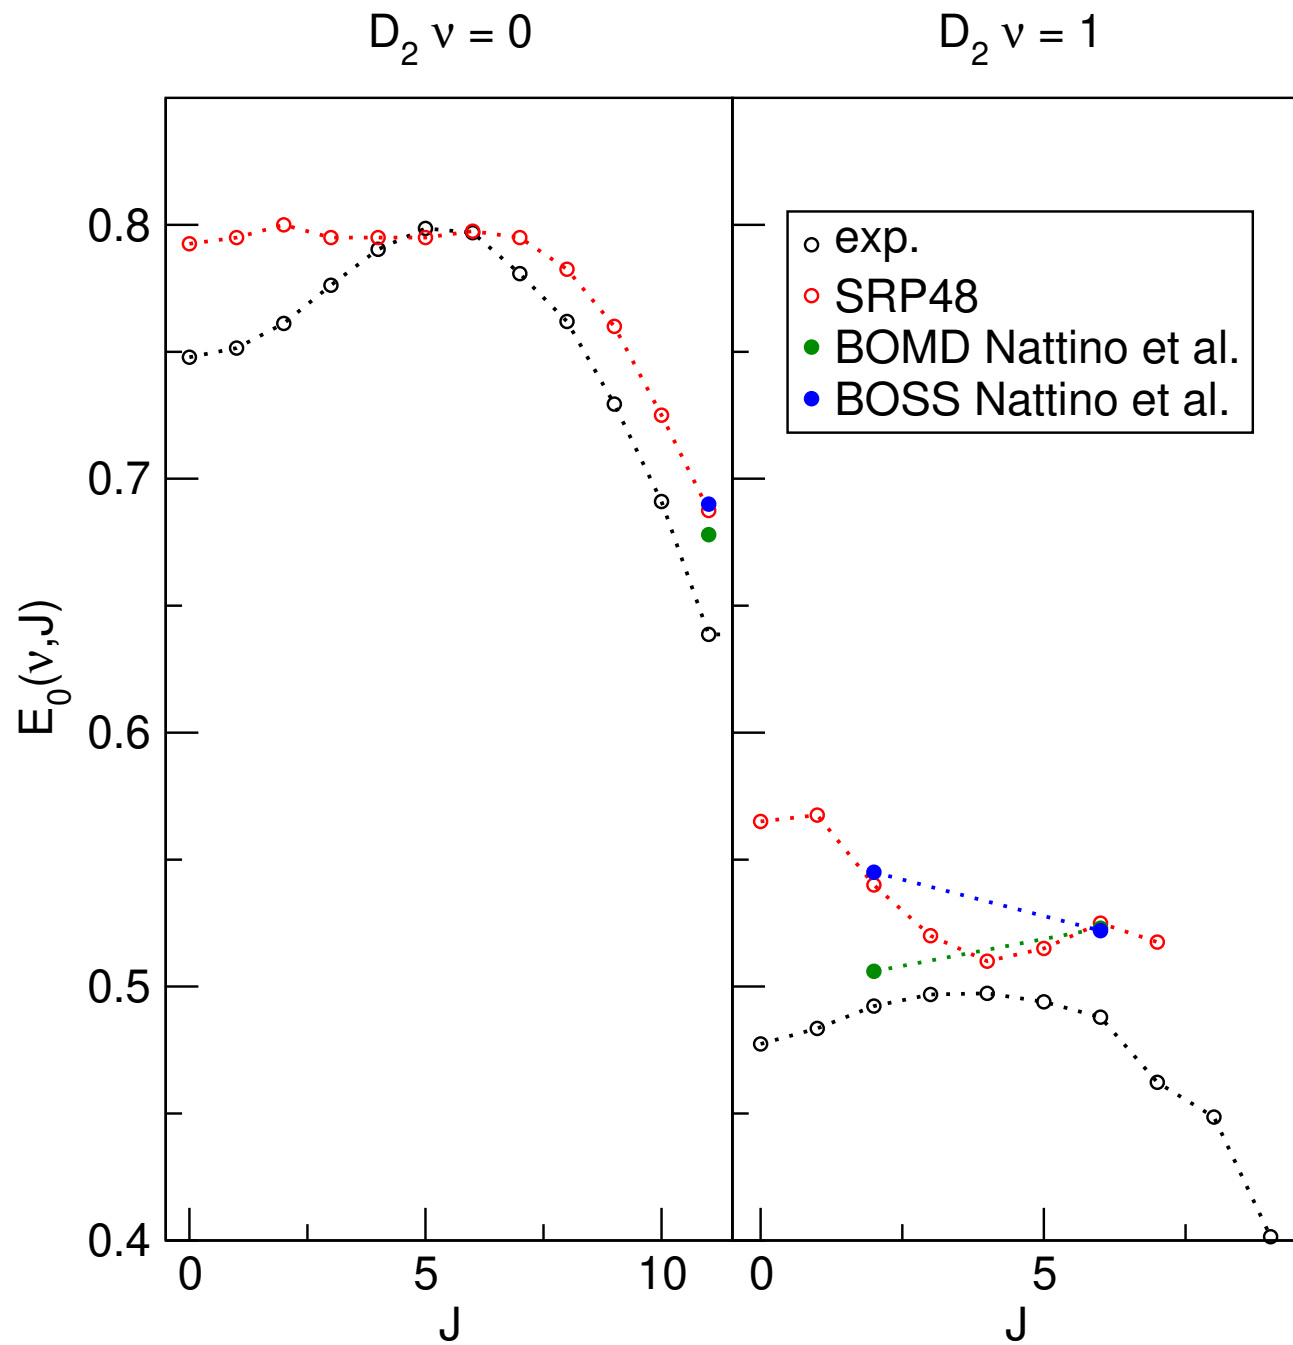 D₂ ν = 0
D₂ ν = 1
E₀(ν,J)
0.8
0.7
0.6
0.5
0.4
exp.
SRP48
BOMD Nattino et al.
BOSS Nattino et al.
0 5 10
0 5
J
J